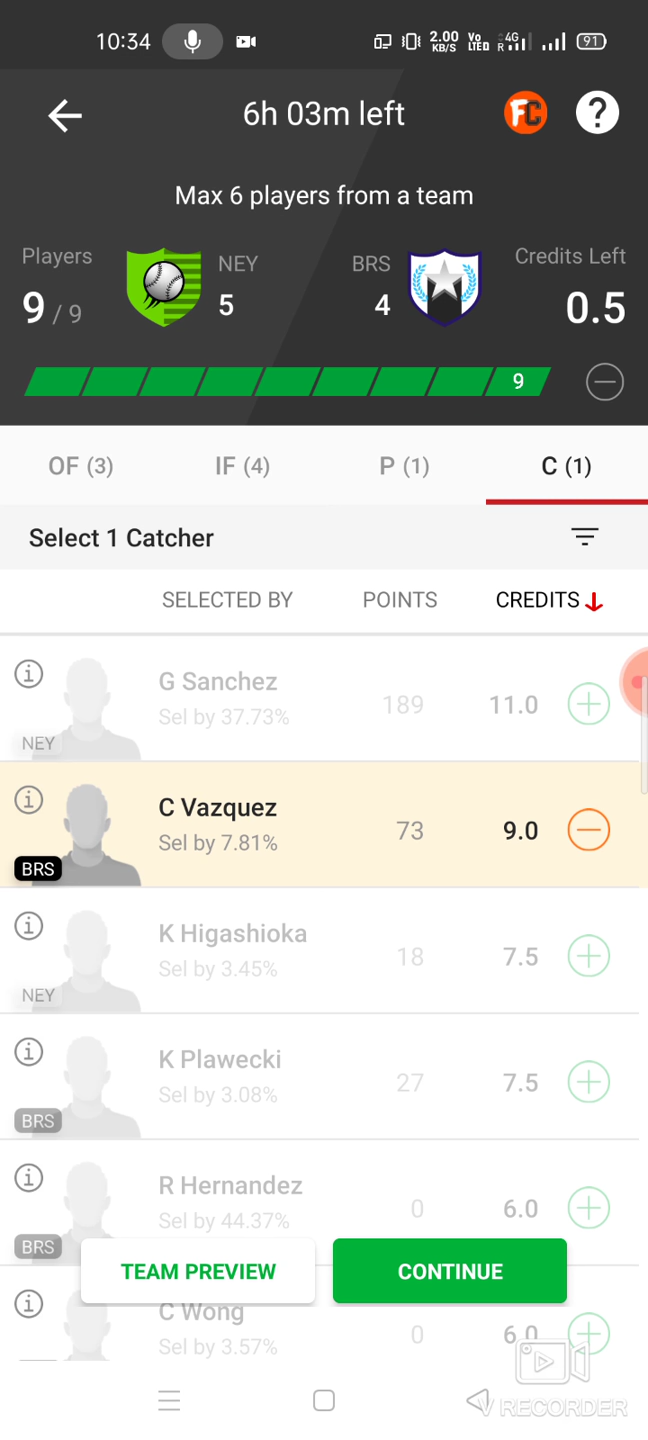 10:34 2.00 KB/S Vo LTED 4G R 91
6h 03m left FC ?
Max 6 players from a team
Players NEY BRS Credits Left
9 / 9 5 4 0.5
9
OF (3) IF (4) P (1) C (1)
Select 1 Catcher
SELECTED BY POINTS CREDITS
G Sanchez
Sel by 37.73% 189 11.0
NEY
C Vazquez
Sel by 7.81% 73 9.0
BRS
K Higashioka
Sel by 3.45% 18 7.5
NEY
K Plawecki
Sel by 3.08% 27 7.5
BRS
R Hernandez
Sel by 44.37% 0 6.0
BRS
TEAM PREVIEW CONTINUE
C Wong
Sel by 3.57% 0 6.0
V RECORDER